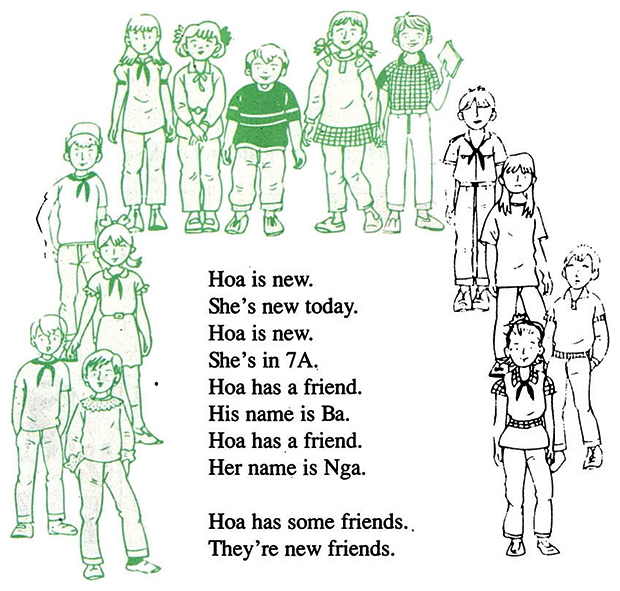 Hoa is new.
She's new today.
Hoa is new.
She's in 7A.
Hoa has a friend.
His name is Ba.
Hoa has a friend.
Her name is Nga.

Hoa has some friends.
They're new friends.